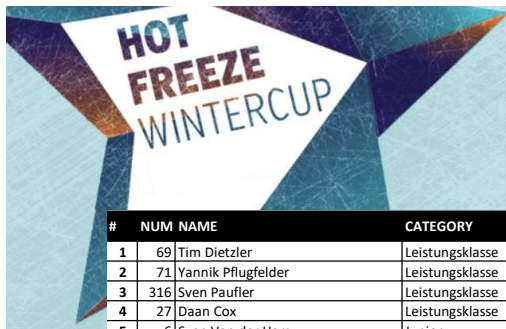 HOT
FREEZE
WINTERCUP
# NUM NAME CATEGORY
1 69 Tim Dietzler Leistungsklasse
2 71 Yannik Pflugfelder Leistungsklasse
3 316 Sven Paufler Leistungsklasse
4 27 Daan Cox Leistungsklasse